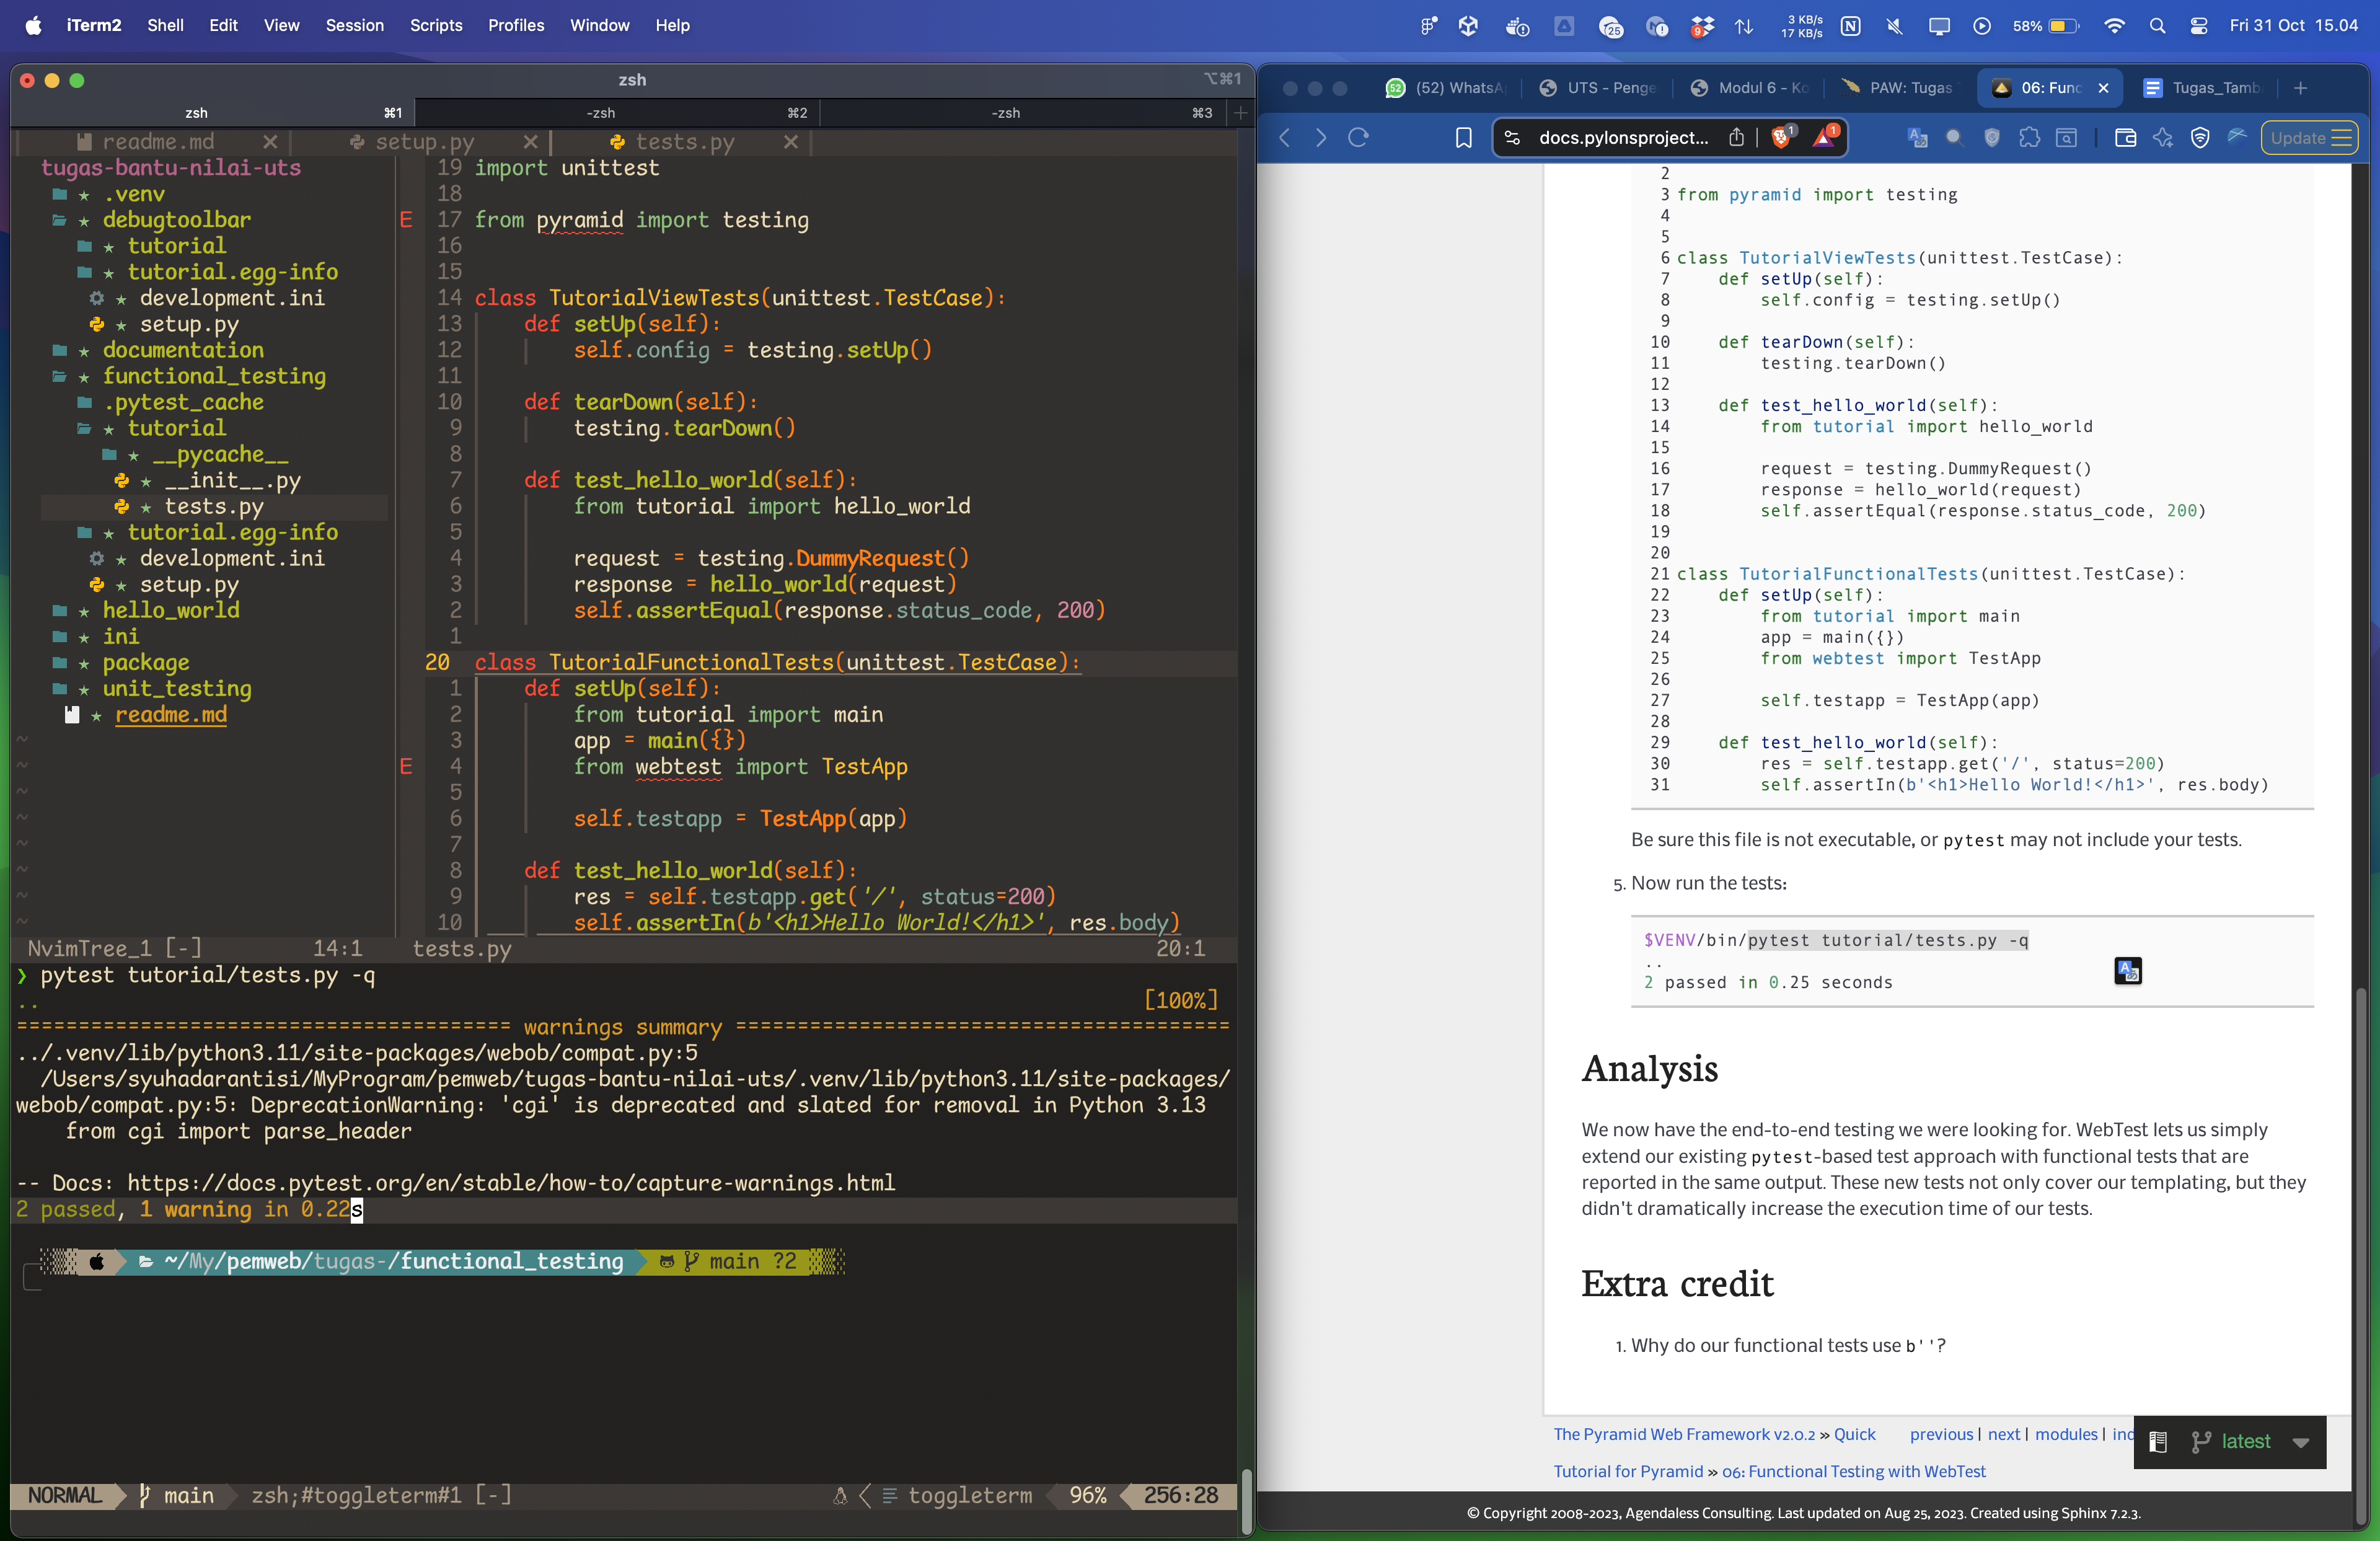 iTerm2 Shell Edit View Session Scripts Profiles Window Help
25 9 3 KB/s 17 KB/s 58% Fri 31 Oct 15.04
zsh ⌥⌘1
zsh ⌘1 -zsh ⌘2 -zsh ⌘3
readme.md setup.py tests.py
tugas-bantu-nilai-uts
.venv
debugtoolbar
tutorial
tutorial.egg-info
development.ini
setup.py
documentation
functional_testing
.pytest_cache
tutorial
__pycache__
__init__.py
tests.py
tutorial.egg-info
development.ini
setup.py
hello_world
ini
package
unit_testing
readme.md
19 import unittest
18
E 17 from pyramid import testing
16
15
14 class TutorialViewTests(unittest.TestCase):
13 def setUp(self):
12 self.config = testing.setUp()
11
10 def tearDown(self):
9 testing.tearDown()
8
7 def test_hello_world(self):
6 from tutorial import hello_world
5
4 request = testing.DummyRequest()
3 response = hello_world(request)
2 self.assertEqual(response.status_code, 200)
1
20 class TutorialFunctionalTests(unittest.TestCase):
1 def setUp(self):
2 from tutorial import main
3 app = main({})
E 4 from webtest import TestApp
5
6 self.testapp = TestApp(app)
7
8 def test_hello_world(self):
9 res = self.testapp.get('/', status=200)
10 self.assertIn(b'<h1>Hello World!</h1>', res.body)
NvimTree_1 [-] 14:1 tests.py 20:1
❯ pytest tutorial/tests.py -q
.. [100%]
======================================== warnings summary ========================================
../.venv/lib/python3.11/site-packages/webob/compat.py:5
/Users/syuhadarantisi/MyProgram/pemweb/tugas-bantu-nilai-uts/.venv/lib/python3.11/site-packages/
webob/compat.py:5: DeprecationWarning: 'cgi' is deprecated and slated for removal in Python 3.13
from cgi import parse_header
-- Docs: https://docs.pytest.org/en/stable/how-to/capture-warnings.html
2 passed, 1 warning in 0.22s
~/My/pemweb/tugas-/functional_testing main ?2
NORMAL main zsh;#toggleterm#1 [-] toggleterm 96% 256:28
52 (52) WhatsA UTS - Penge Modul 6 - Ko PAW: Tugas 06: Func Tugas_Tamb
docs.pylonsproject... 1 1 Update
2
3 from pyramid import testing
4
5
6 class TutorialViewTests(unittest.TestCase):
7 def setUp(self):
8 self.config = testing.setUp()
9
10 def tearDown(self):
11 testing.tearDown()
12
13 def test_hello_world(self):
14 from tutorial import hello_world
15
16 request = testing.DummyRequest()
17 response = hello_world(request)
18 self.assertEqual(response.status_code, 200)
19
20
21 class TutorialFunctionalTests(unittest.TestCase):
22 def setUp(self):
23 from tutorial import main
24 app = main({})
25 from webtest import TestApp
26
27 self.testapp = TestApp(app)
28
29 def test_hello_world(self):
30 res = self.testapp.get('/', status=200)
31 self.assertIn(b'<h1>Hello World!</h1>', res.body)
Be sure this file is not executable, or pytest may not include your tests.
5. Now run the tests:
$VENV/bin/pytest tutorial/tests.py -q
..
2 passed in 0.25 seconds
Analysis
We now have the end-to-end testing we were looking for. WebTest lets us simply
extend our existing pytest-based test approach with functional tests that are
reported in the same output. These new tests not only cover our templating, but they
didn't dramatically increase the execution time of our tests.
Extra credit
1. Why do our functional tests use b''?
The Pyramid Web Framework v2.0.2 » Quick previous | next | modules | ind
latest
Tutorial for Pyramid » 06: Functional Testing with WebTest
© Copyright 2008-2023, Agendaless Consulting. Last updated on Aug 25, 2023. Created using Sphinx 7.2.3.